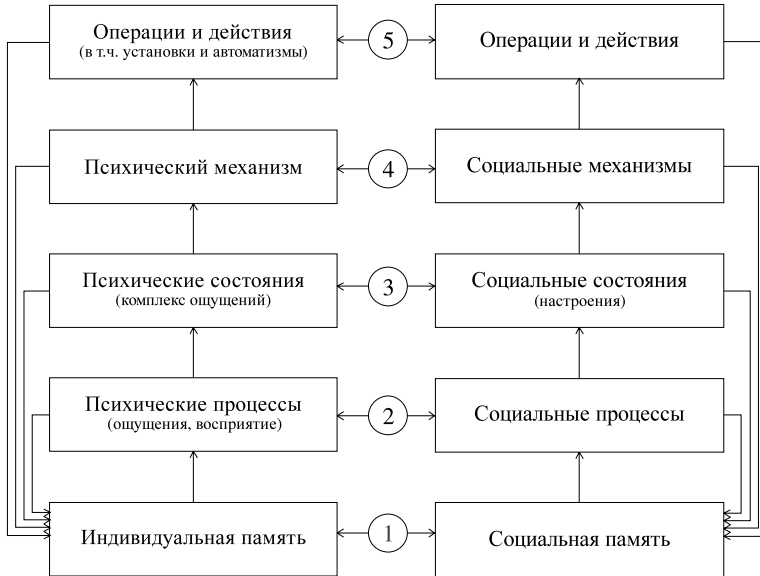 Операции и действия
(в т.ч. установки и автоматизмы)
5
Операции и действия
Психический механизм
4
Социальные механизмы
Психические состояния
(комплекс ощущений)
3
Социальные состояния
(настроения)
Психические процессы
(ощущения, восприятие)
2
Социальные процессы
Индивидуальная память
1
Социальная память